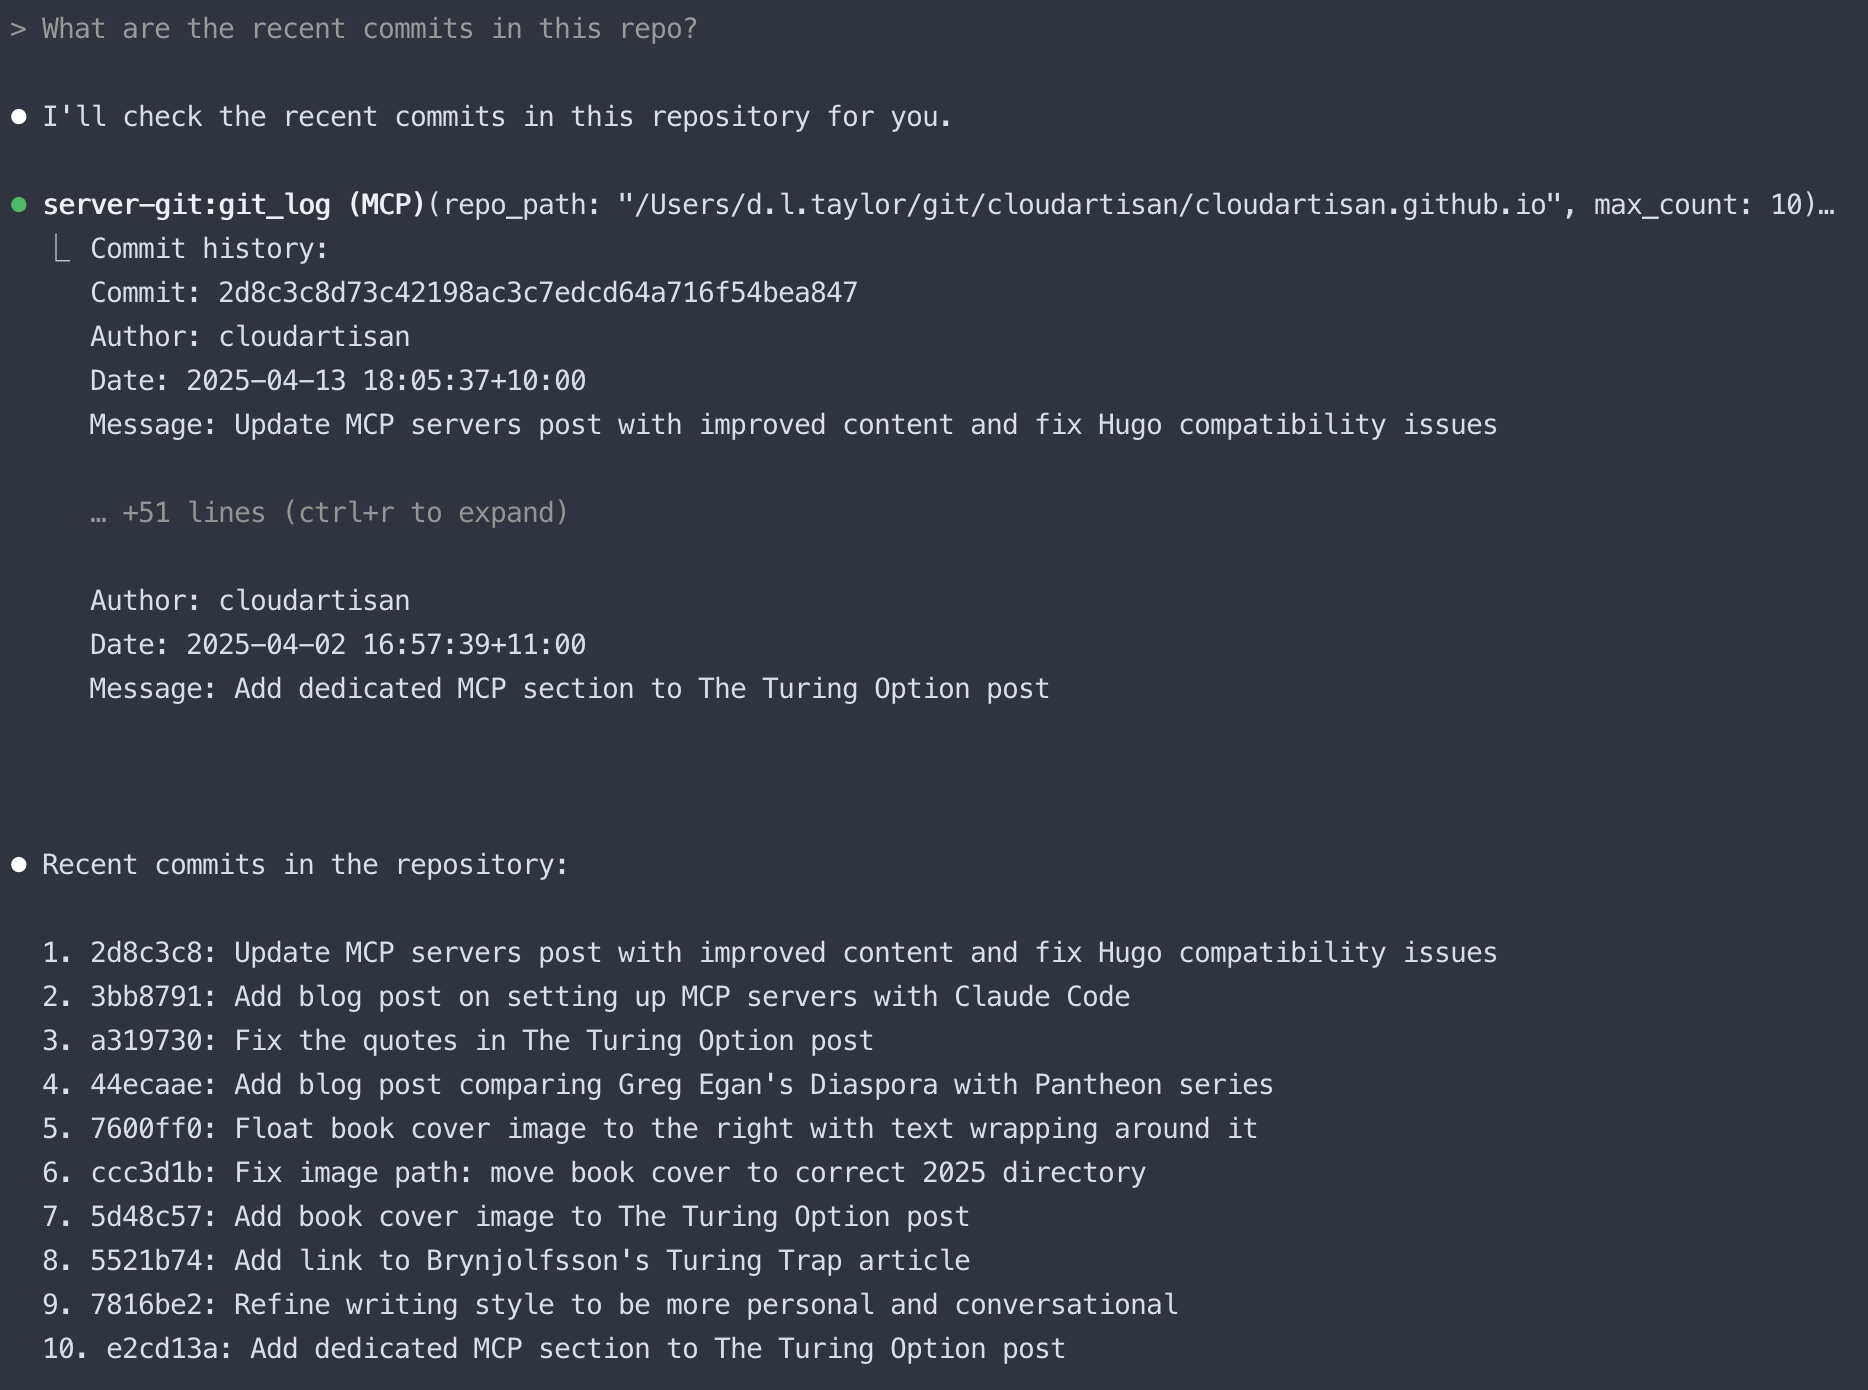 > What are the recent commits in this repo?
● I'll check the recent commits in this repository for you.
● server-git:git_log (MCP)(repo_path: "/Users/d.l.taylor/git/cloudartisan/cloudartisan.github.io", max_count: 10)…
⎿ Commit history:
Commit: 2d8c3c8d73c42198ac3c7edcd64a716f54bea847
Author: cloudartisan
Date: 2025-04-13 18:05:37+10:00
Message: Update MCP servers post with improved content and fix Hugo compatibility issues
… +51 lines (ctrl+r to expand)
Author: cloudartisan
Date: 2025-04-02 16:57:39+11:00
Message: Add dedicated MCP section to The Turing Option post
● Recent commits in the repository:
1. 2d8c3c8: Update MCP servers post with improved content and fix Hugo compatibility issues
2. 3bb8791: Add blog post on setting up MCP servers with Claude Code
3. a319730: Fix the quotes in The Turing Option post
4. 44ecaae: Add blog post comparing Greg Egan's Diaspora with Pantheon series
5. 7600ff0: Float book cover image to the right with text wrapping around it
6. ccc3d1b: Fix image path: move book cover to correct 2025 directory
7. 5d48c57: Add book cover image to The Turing Option post
8. 5521b74: Add link to Brynjolfsson's Turing Trap article
9. 7816be2: Refine writing style to be more personal and conversational
10. e2cd13a: Add dedicated MCP section to The Turing Option post